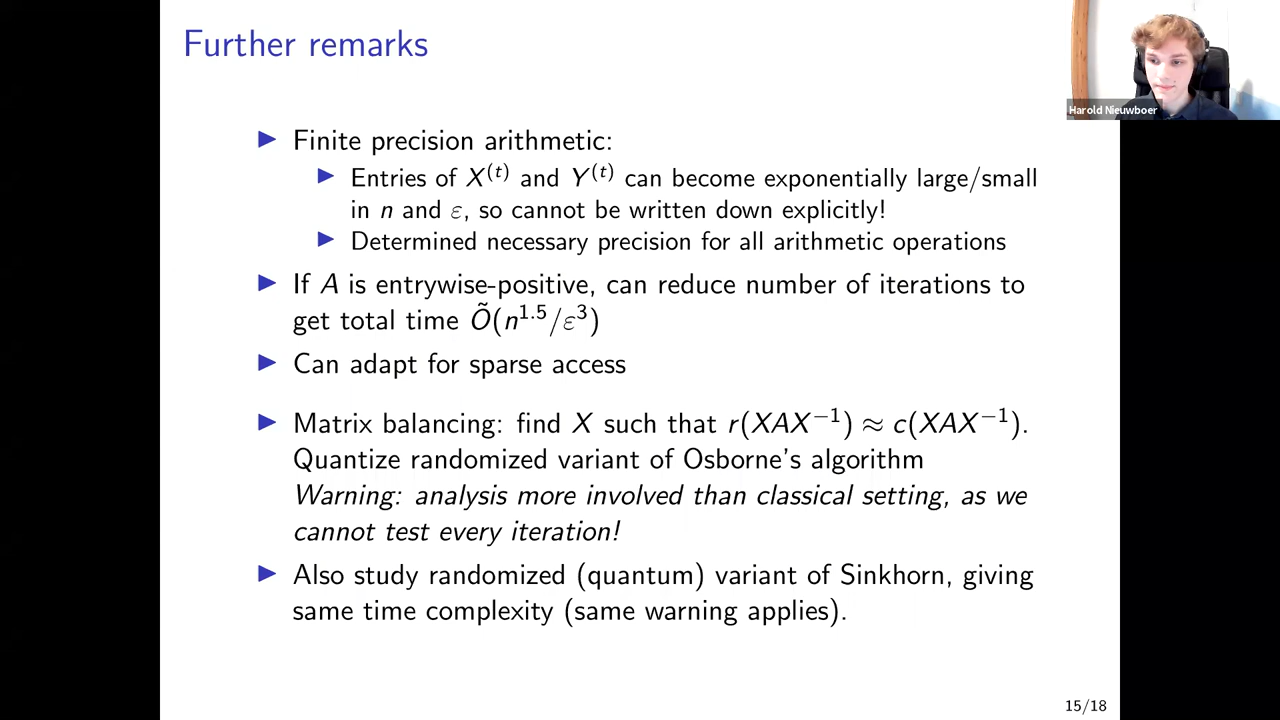 Further remarks
Harold Nieuwboer
▶ Finite precision arithmetic:
▶ Entries of X^(t) and Y^(t) can become exponentially large/small
in n and ε, so cannot be written down explicitly!
▶ Determined necessary precision for all arithmetic operations
▶ If A is entrywise-positive, can reduce number of iterations to
get total time Õ(n^1.5/ε^3)
▶ Can adapt for sparse access
▶ Matrix balancing: find X such that r(XAX^−1) ≈ c(XAX^−1).
Quantize randomized variant of Osborne's algorithm
Warning: analysis more involved than classical setting, as we
cannot test every iteration!
▶ Also study randomized (quantum) variant of Sinkhorn, giving
same time complexity (same warning applies).
15/18